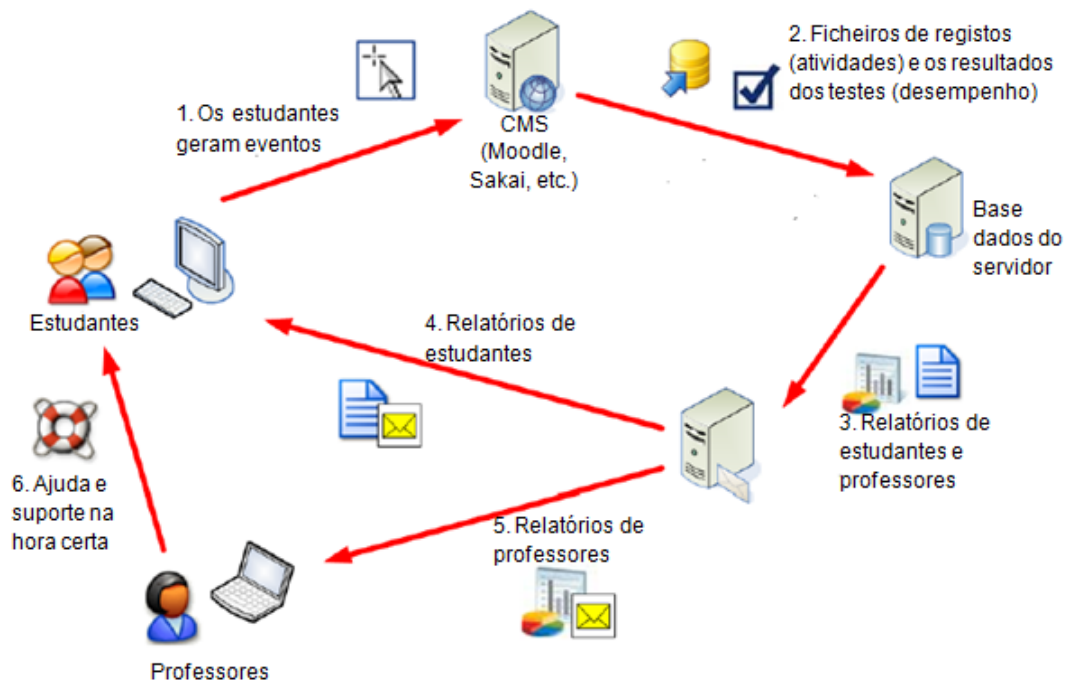 1. Os estudantes
geram eventos
CMS
(Moodle,
Sakai, etc.)
2. Ficheiros de registos
(atividades) e os resultados
dos testes (desempenho)
Base
dados do
servidor
Estudantes
4. Relatórios de
estudantes
3. Relatórios de
estudantes e
professores
6. Ajuda e
suporte na
hora certa
5. Relatórios de
professores
Professores